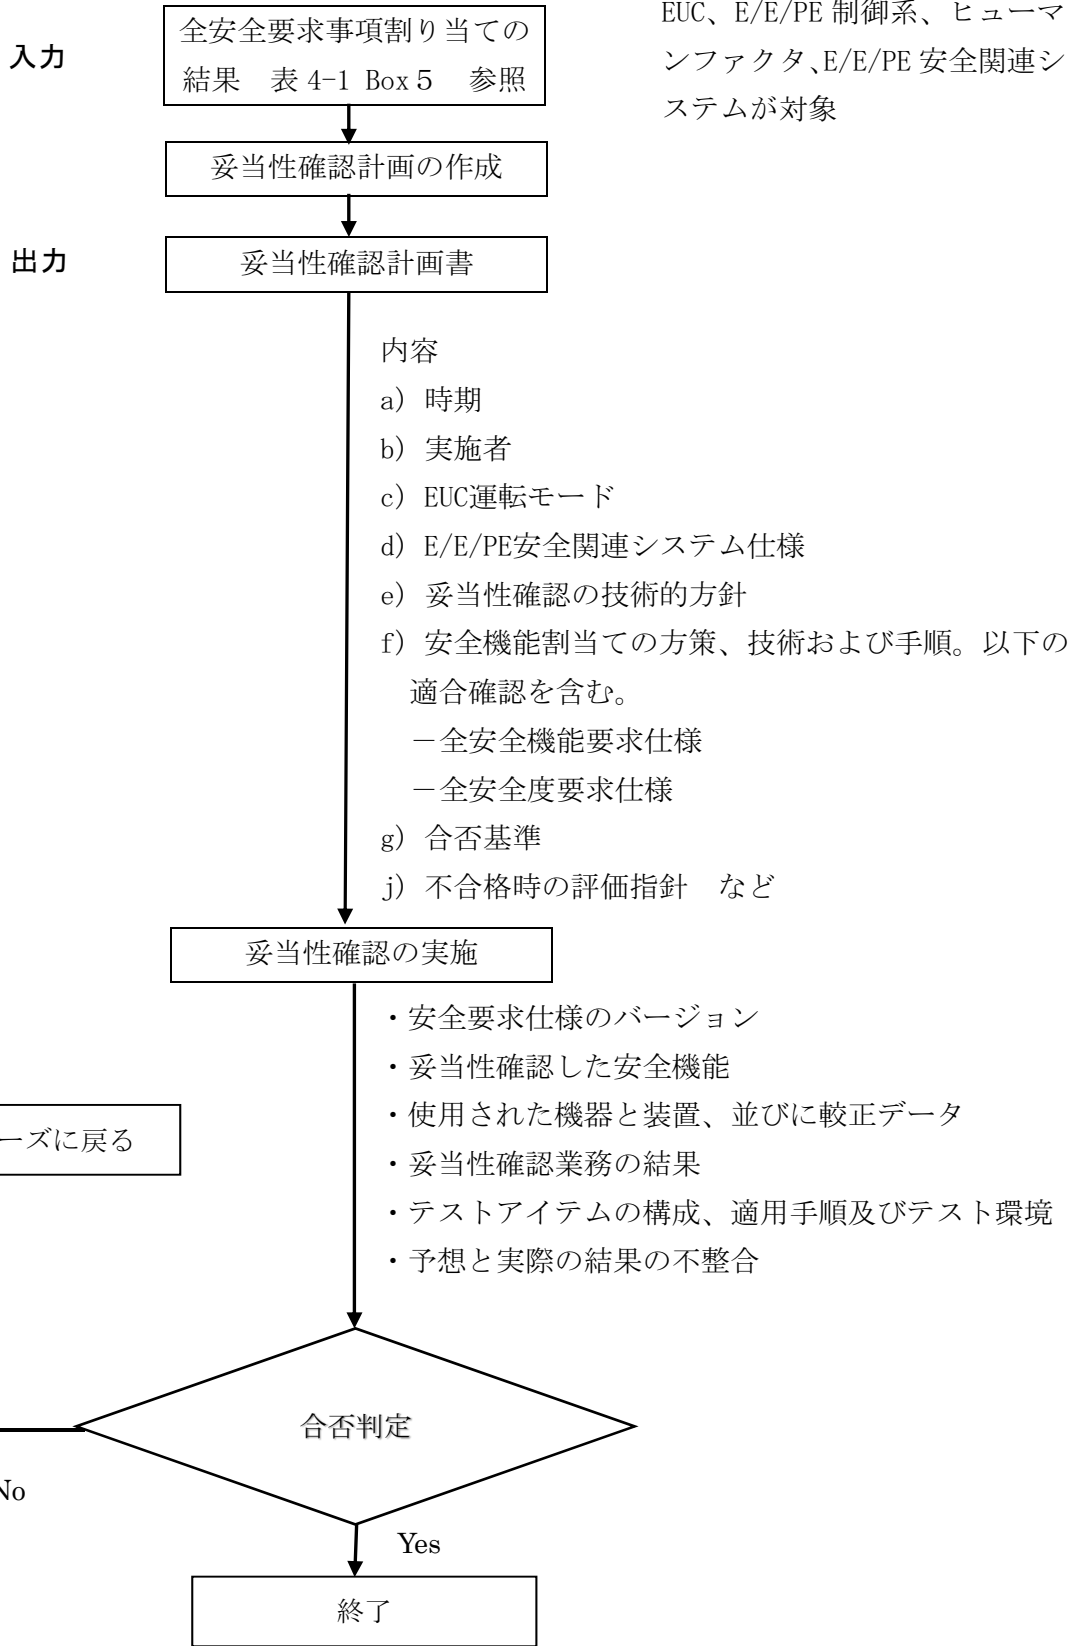 EUC、E/E/PE 制御系、ヒューマ
ンファクタ、E/E/PE 安全関連シ
ステムが対象
入力
全安全要求事項割り当ての
結果　表 4-1 Box５　参照
妥当性確認計画の作成
出力
妥当性確認計画書
内容
a) 時期
b) 実施者
c) EUC運転モード
d) E/E/PE安全関連システム仕様
e) 妥当性確認の技術的方針
f) 安全機能割当ての方策、技術および手順。以下の
適合確認を含む。
－全安全機能要求仕様
－全安全度要求仕様
g) 合否基準
j) 不合格時の評価指針　など
妥当性確認の実施
・安全要求仕様のバージョン
・妥当性確認した安全機能
・使用された機器と装置、並びに較正データ
・妥当性確認業務の結果
・テストアイテムの構成、適用手順及びテスト環境
・予想と実際の結果の不整合
ーズに戻る
合否判定
No
Yes
終了